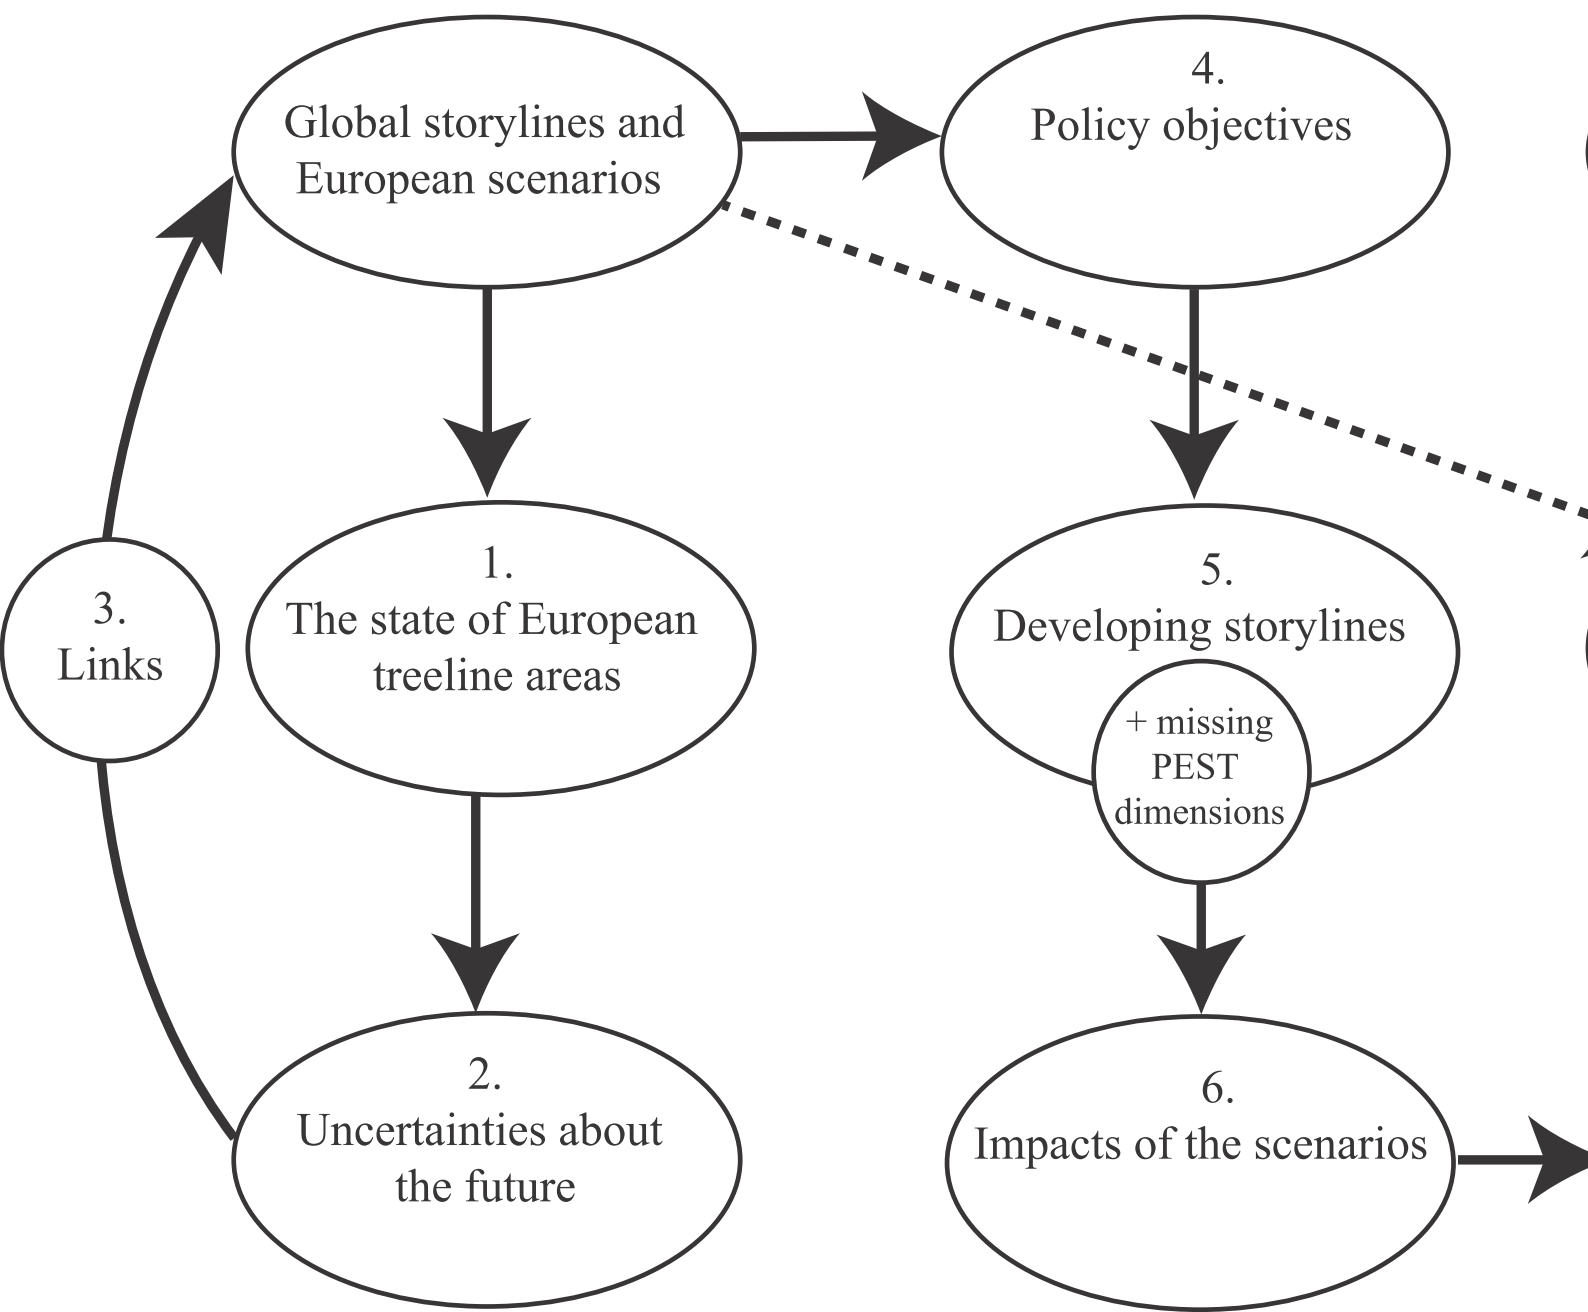 Global storylines and
European scenarios
1.
The state of European
treeline areas
2.
Uncertainties about
the future
3.
Links
4.
Policy objectives
5.
Developing storylines
+ missing
PEST
dimensions
6.
Impacts of the scenarios